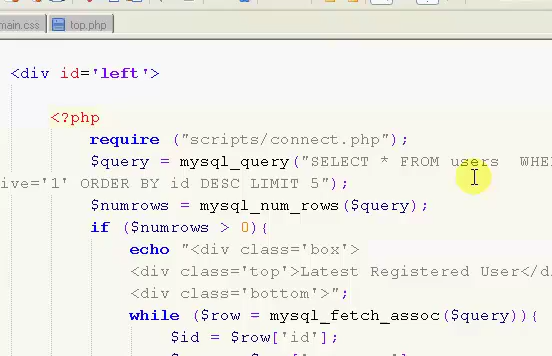 main.css top.php
<div id='left'>
<?php
require ("scripts/connect.php");
$query = mysql_query("SELECT * FROM users WHE
ive='1' ORDER BY id DESC LIMIT 5");
$numrows = mysql_num_rows($query);
if ($numrows > 0){
echo "<div class='box'>
<div class='top'>Latest Registered User</d
<div class='bottom'>";
while ($row = mysql_fetch_assoc($query)){
$id = $row['id'];